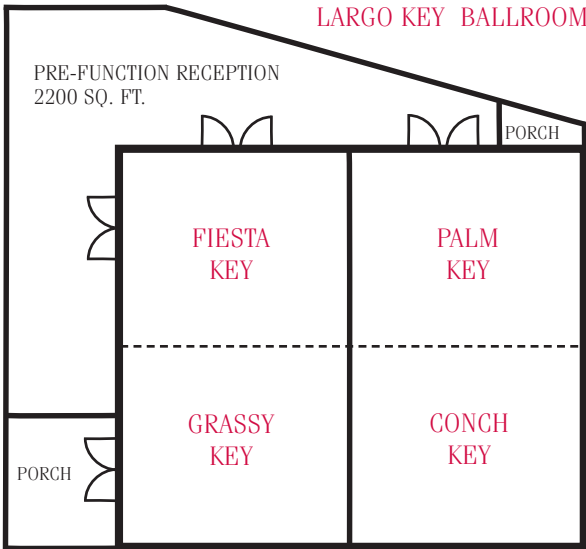 LARGO KEY BALLROOM
PRE-FUNCTION RECEPTION
2200 SQ. FT.
PORCH
FIESTA
KEY
PALM
KEY
GRASSY
KEY
CONCH
KEY
PORCH